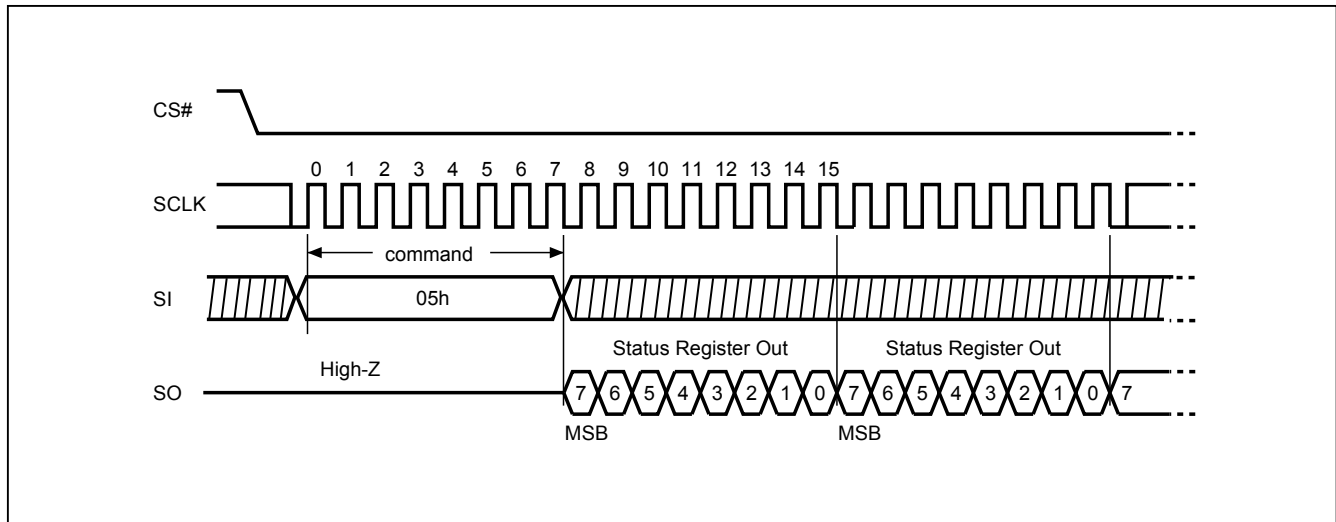 CS#
0 1 2 3 4 5 6 7 8 9 10 11 12 13 14 15
SCLK
command
SI
05h
Status Register Out Status Register Out
High-Z
SO
7 6 5 4 3 2 1 0 7 6 5 4 3 2 1 0 7
MSB MSB